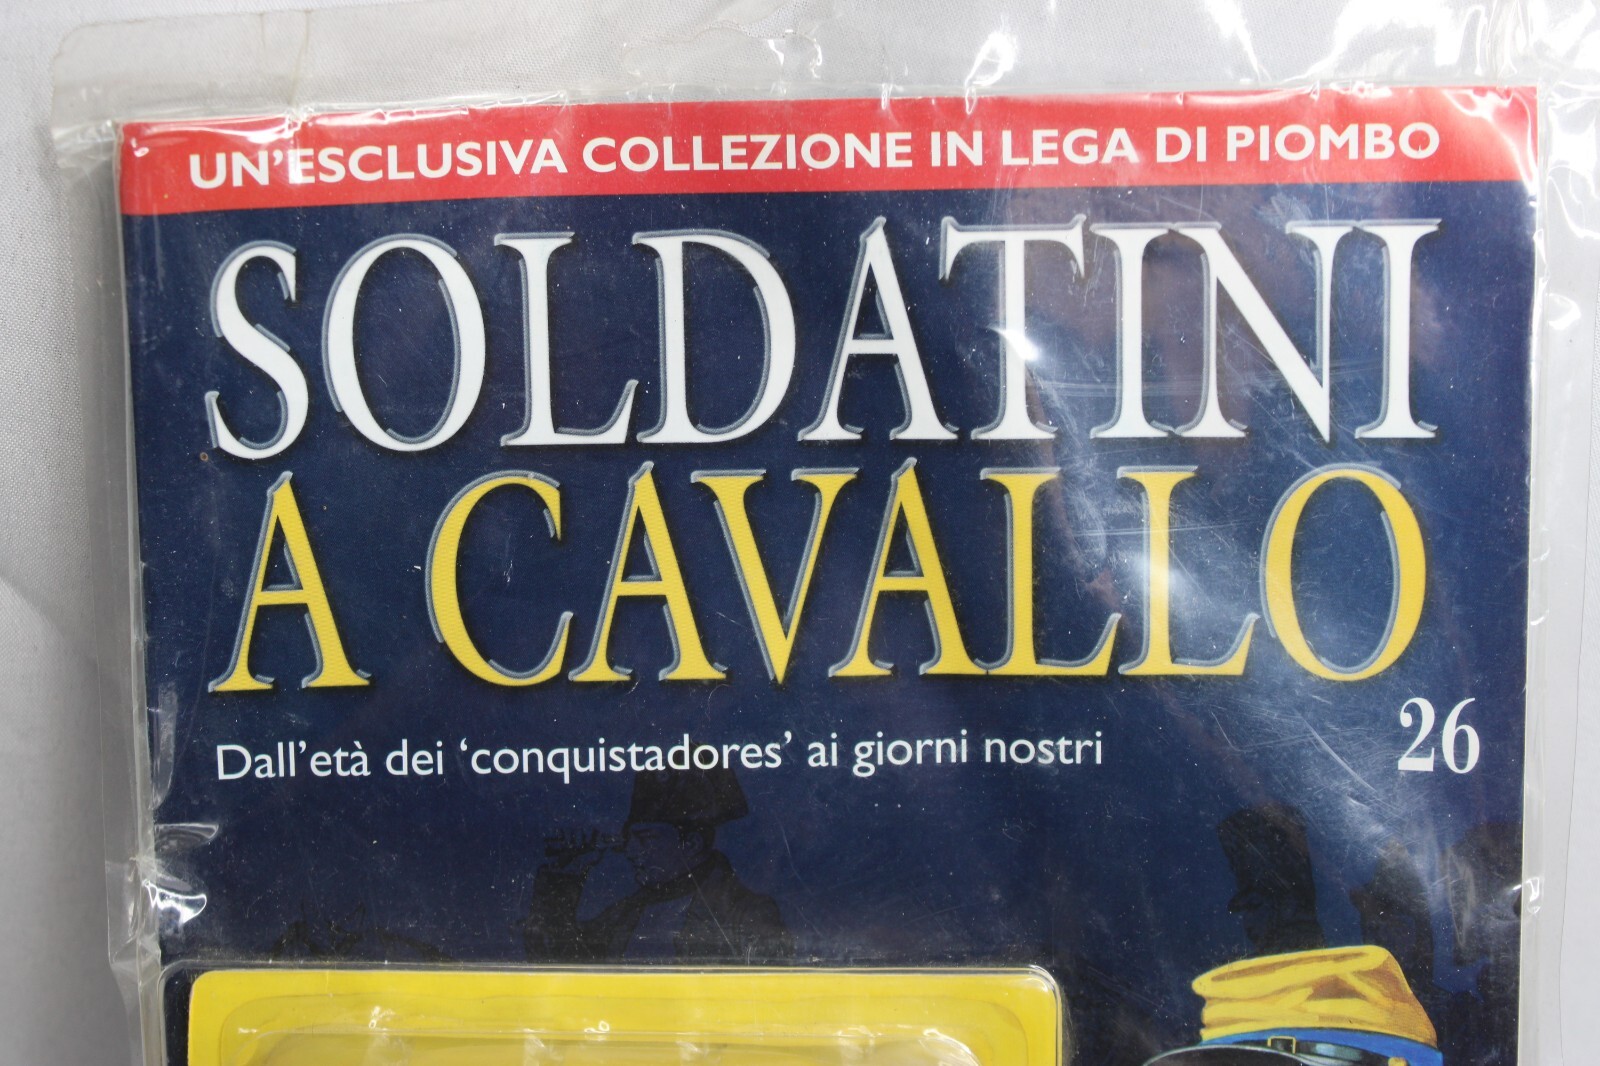 UN'ESCLUSIVA COLLEZIONE IN LEGA DI PIOMBO
SOLDATINI
A CAVALLO
Dall'età dei 'conquistadores' ai giorni nostri
26